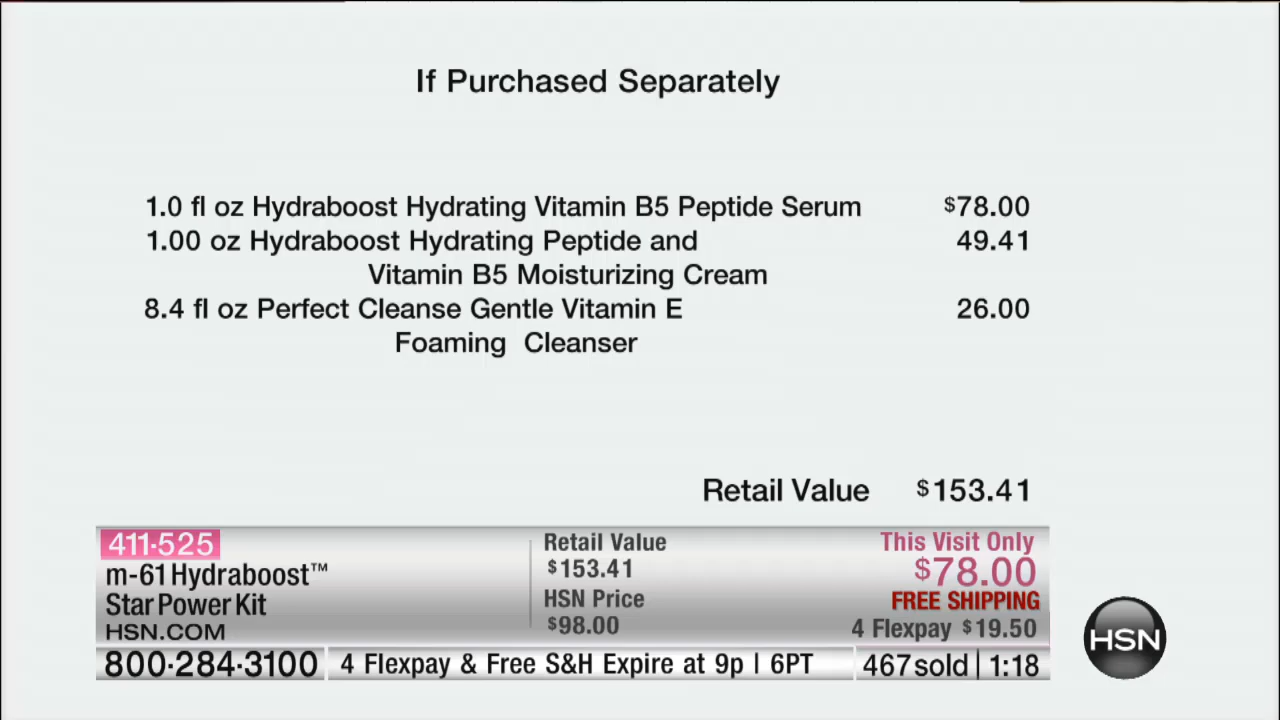 If Purchased Separately
1.0 fl oz Hydraboost Hydrating Vitamin B5 Peptide Serum $78.00
1.00 oz Hydraboost Hydrating Peptide and 49.41
Vitamin B5 Moisturizing Cream
8.4 fl oz Perfect Cleanse Gentle Vitamin E 26.00
Foaming Cleanser
Retail Value $153.41
411·525
m-61 Hydraboost™
Star Power Kit
HSN.COM
Retail Value
$153.41
HSN Price
$98.00
This Visit Only
$78.00
FREE SHIPPING
4 Flexpay $19.50
HSN
800·284·3100 4 Flexpay & Free S&H Expire at 9p | 6PT 467 sold | 1:18